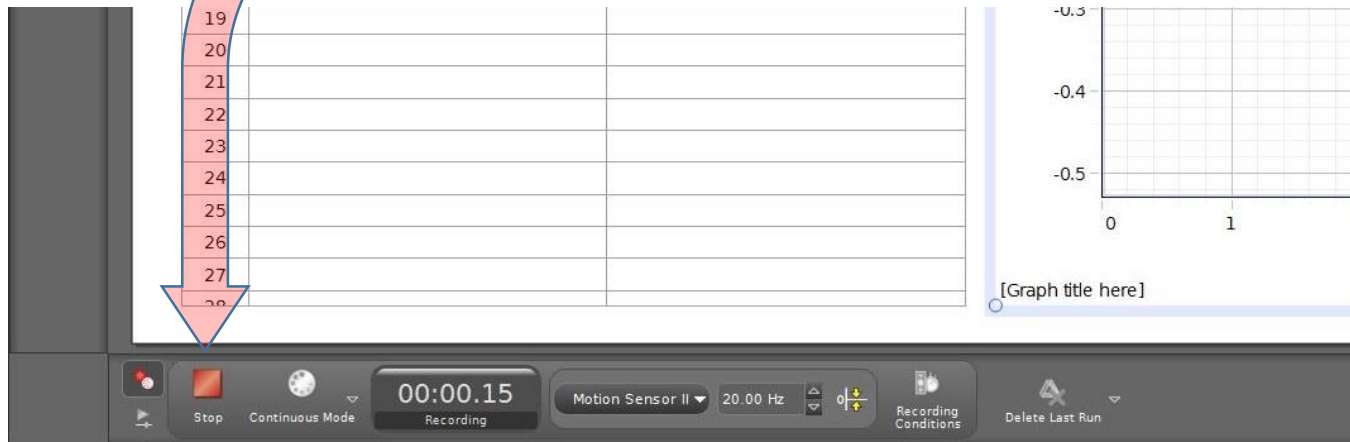 19
20
21
22
23
24
25
26
27
28
-0.3
-0.4
-0.5
0
1
[Graph title here]
Stop
Continuous Mode
00:00.15
Recording
Motion Sensor II
20.00 Hz
0
Recording
Conditions
Delete Last Run